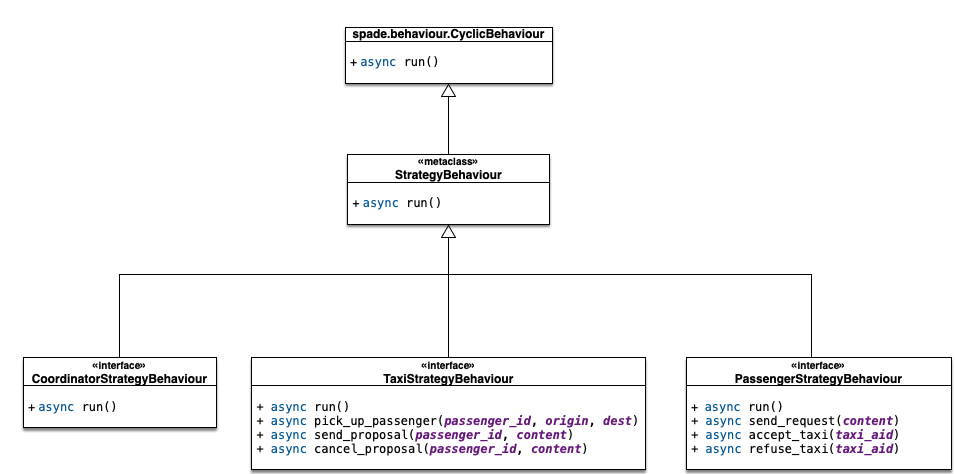 spade.behaviour.CyclicBehaviour
+ async run()
«metaclass»
StrategyBehaviour
+ async run()
«interface»
CoordinatorStrategyBehaviour
+ async run()
«interface»
TaxiStrategyBehaviour
+ async run()
+ async pick_up_passenger(passenger_id, origin, dest)
+ async send_proposal(passenger_id, content)
+ async cancel_proposal(passenger_id, content)
«interface»
PassengerStrategyBehaviour
+ async run()
+ async send_request(content)
+ async accept_taxi(taxi_aid)
+ async refuse_taxi(taxi_aid)